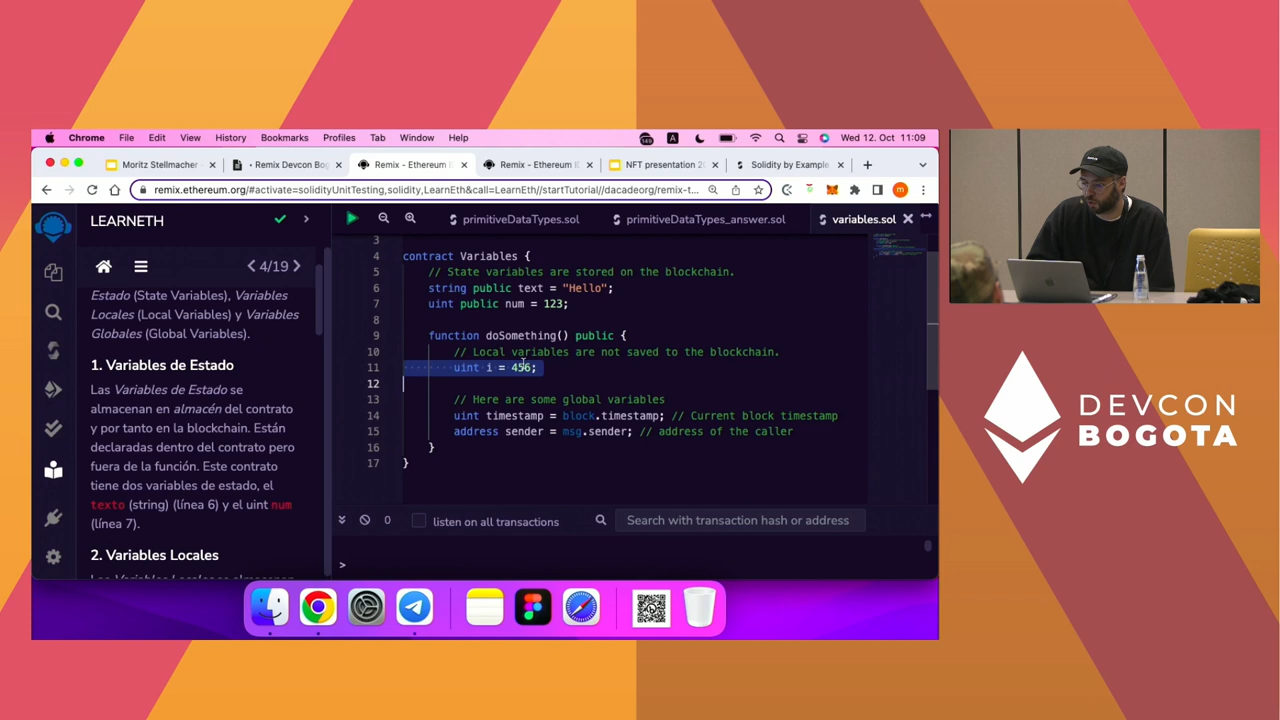 Chrome File Edit View History Bookmarks Profiles Tab Window Help
Wed 12. Oct 11:09
Moritz Stellmacher
Remix Devcon Bog
Remix - Ethereum I
Remix - Ethereum I
NFT presentation 2
Solidity by Example
remix.ethereum.org/#activate=solidityUnitTesting,solidity,LearnEth&call=LearnEth//startTutorial//dacadeorg/remix-t...
LEARNETH
primitiveDataTypes.sol
primitiveDataTypes_answer.sol
variables.sol
4/19
Estado (State Variables), Variables
Locales (Local Variables) y Variables
Globales (Global Variables).
1. Variables de Estado
Las Variables de Estado se
almacenan en almacén del contrato
y por tanto en la blockchain. Están
declaradas dentro del contrato pero
fuera de la función. Este contrato
tiene dos variables de estado, el
texto (string) (línea 6) y el uint num
(línea 7).
2. Variables Locales
3
4 contract Variables {
5 // State variables are stored on the blockchain.
6 string public text = "Hello";
7 uint public num = 123;
8
9 function doSomething() public {
10 // Local variables are not saved to the blockchain.
11 uint i = 456;
12
13 // Here are some global variables
14 uint timestamp = block.timestamp; // Current block timestamp
15 address sender = msg.sender; // address of the caller
16 }
17 }
0 listen on all transactions
Search with transaction hash or address
>
DEVCON
BOGOTA